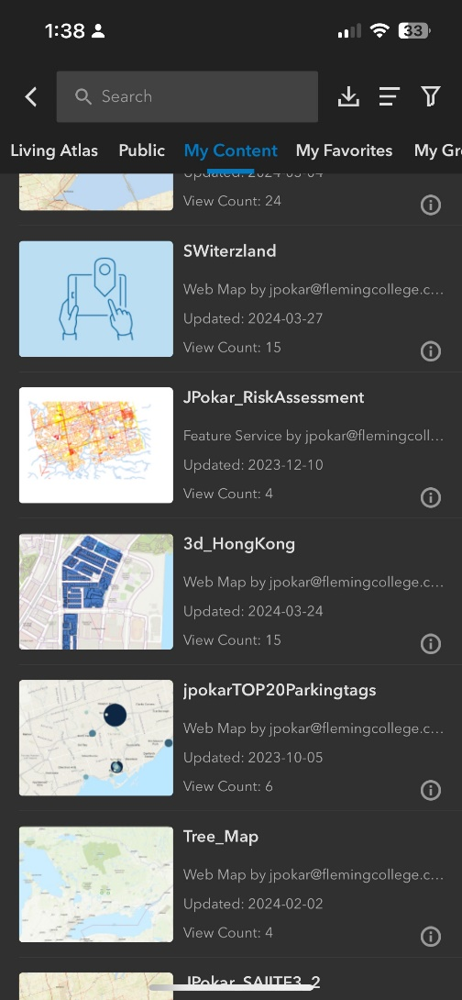 1:38
33
Search
Living Atlas Public My Content My Favorites My Gr
Updated: 2024-03-04
View Count: 24
SWiterzland
Web Map by jpokar@flemingcollege.c...
Updated: 2024-03-27
View Count: 15
JPokar_RiskAssessment
Feature Service by jpokar@flemingcoll...
Updated: 2023-12-10
View Count: 4
3d_HongKong
Web Map by jpokar@flemingcollege.c...
Updated: 2024-03-24
View Count: 15
jpokarTOP20Parkingtags
Web Map by jpokar@flemingcollege.c...
Updated: 2023-10-05
View Count: 6
Tree_Map
Web Map by jpokar@flemingcollege.c...
Updated: 2024-02-02
View Count: 4